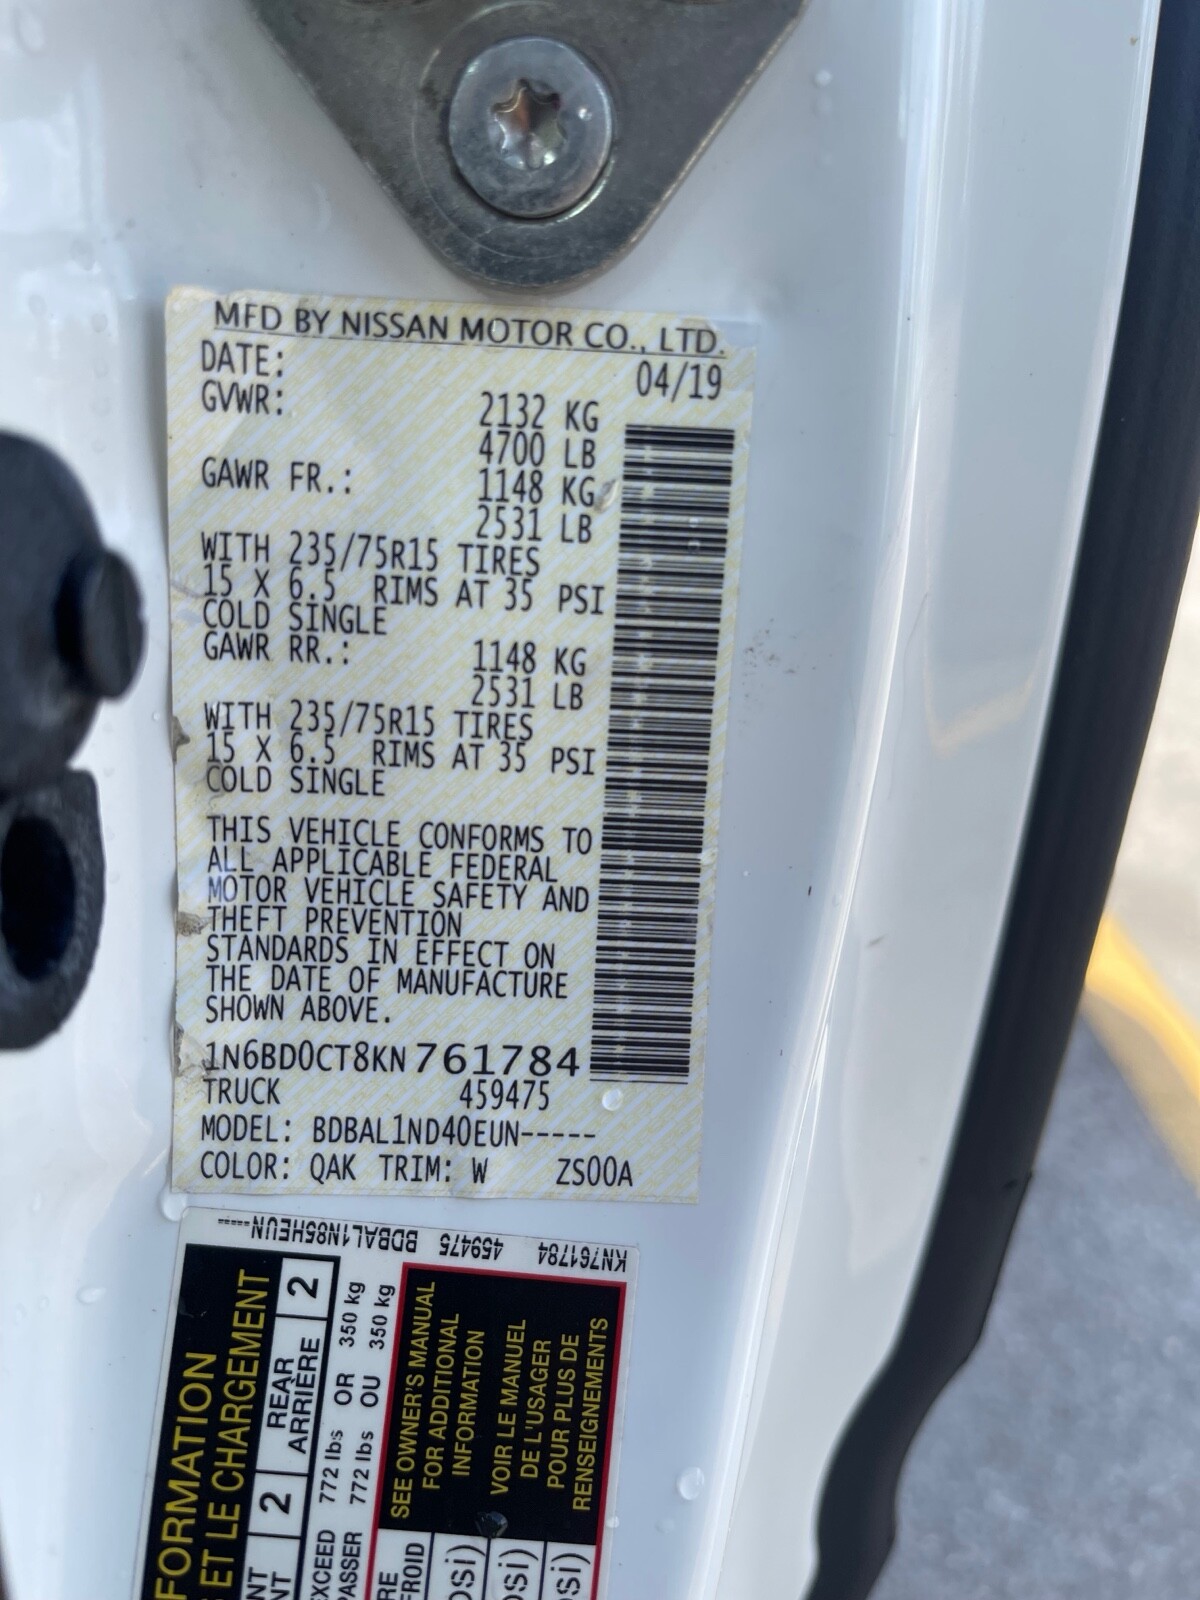 MFD BY NISSAN MOTOR CO., LTD.
DATE: 04/19
GVWR: 2132 KG
4700 LB
GAWR FR.: 1148 KG
2531 LB
WITH 235/75R15 TIRES
15 X 6.5 RIMS AT 35 PSI
COLD SINGLE
GAWR RR.: 1148 KG
2531 LB
WITH 235/75R15 TIRES
15 X 6.5 RIMS AT 35 PSI
COLD SINGLE
THIS VEHICLE CONFORMS TO
ALL APPLICABLE FEDERAL
MOTOR VEHICLE SAFETY AND
THEFT PREVENTION
STANDARDS IN EFFECT ON
THE DATE OF MANUFACTURE
SHOWN ABOVE.
1N6BD0CT8KN761784
TRUCK 459475
MODEL: BDBAL1ND40EUN-----
COLOR: QAK TRIM: W ZS00A
KN761784 459475 BDBAL1N85HEUN-----
ET LE CHARGEMENT
2 REAR 2
ARRIÈRE
772 lbs OR 350 kg
772 lbs OU 350 kg
SEE OWNER'S MANUAL
FOR ADDITIONAL
INFORMATION
VOIR LE MANUEL
DE L'USAGER
POUR PLUS DE
RENSEIGNEMENTS